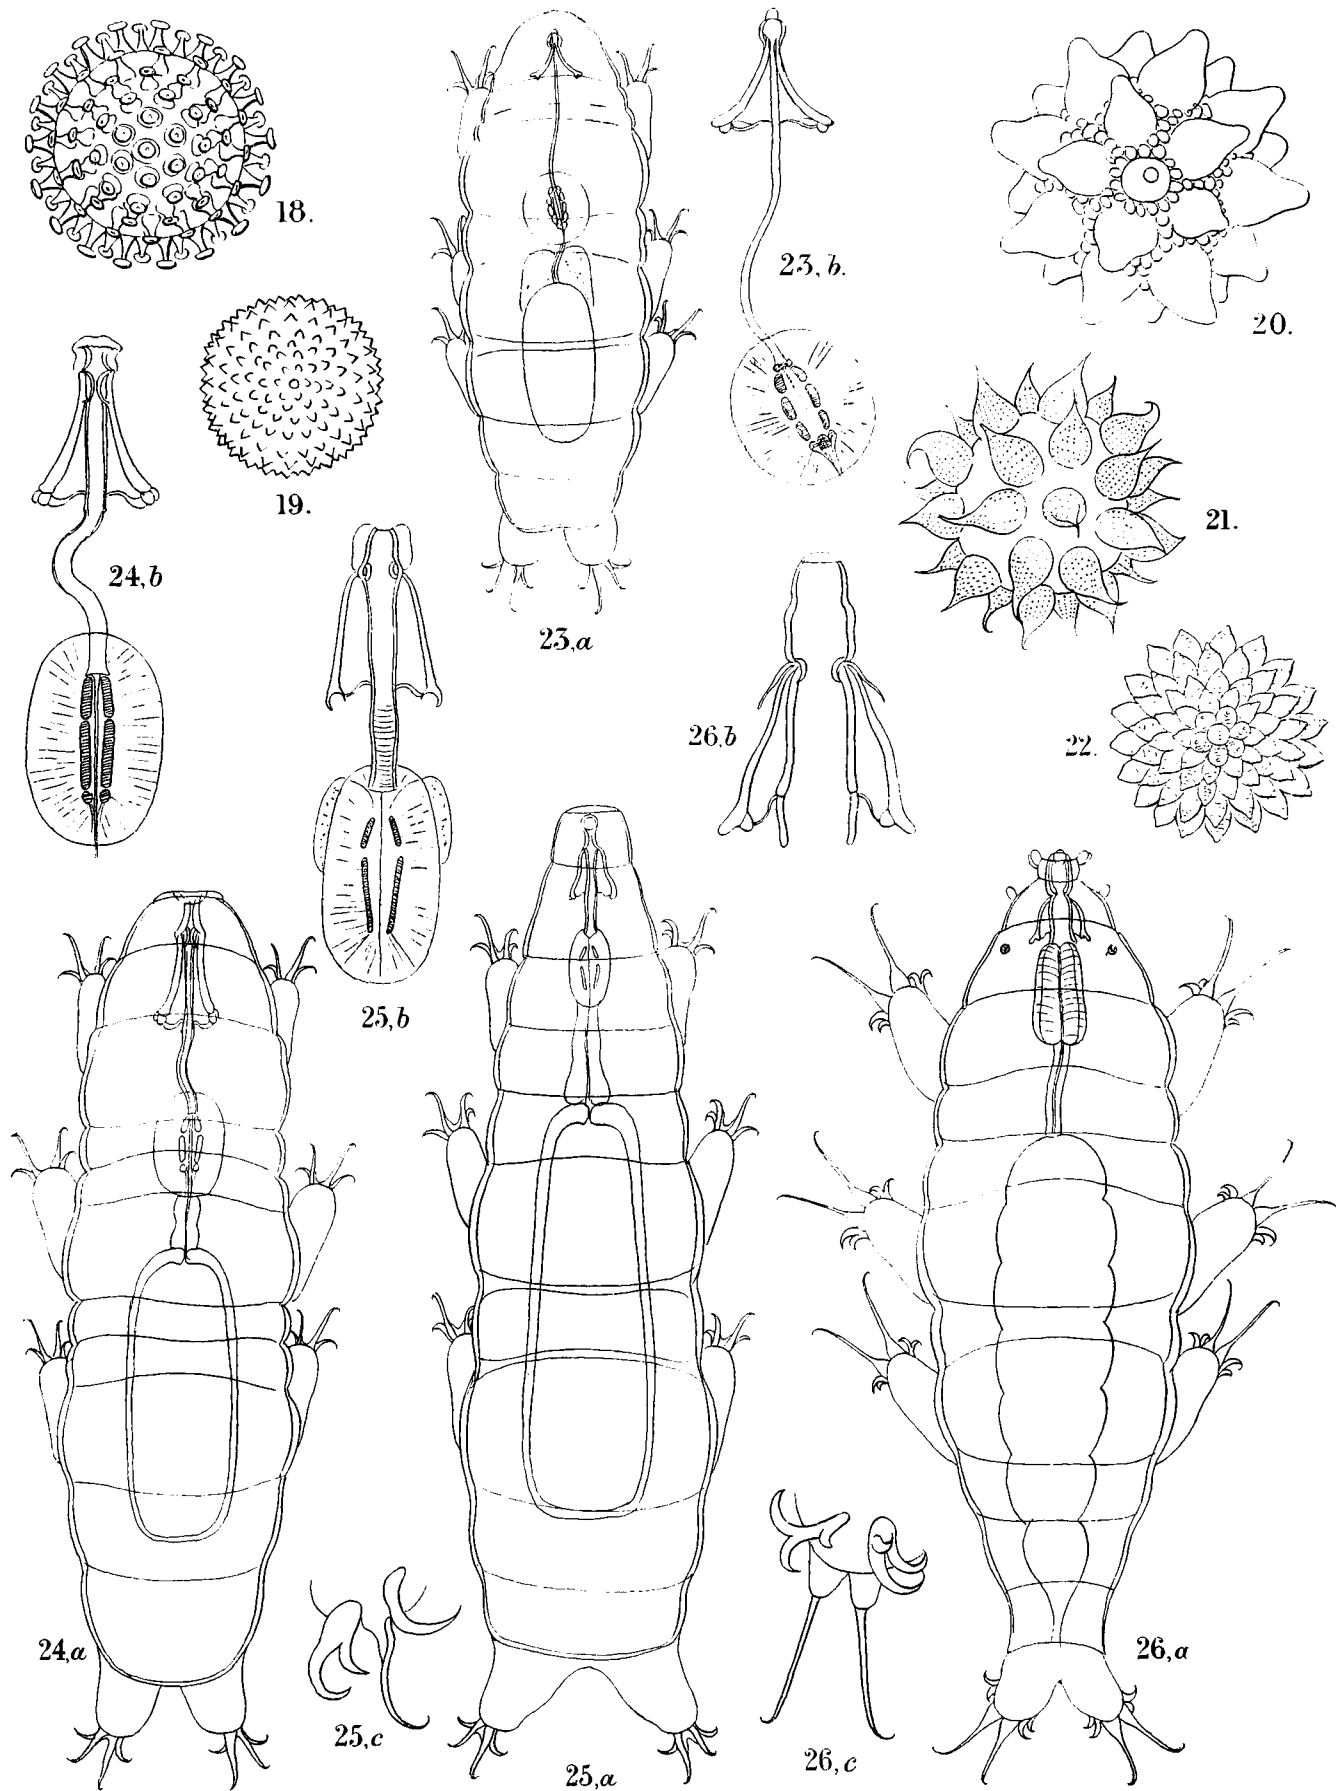 18.
23, b.
20.
19.
21.
24, b
23, a
26, b
22.
25, b
24, a
26, a
25, c
26, c
25, a